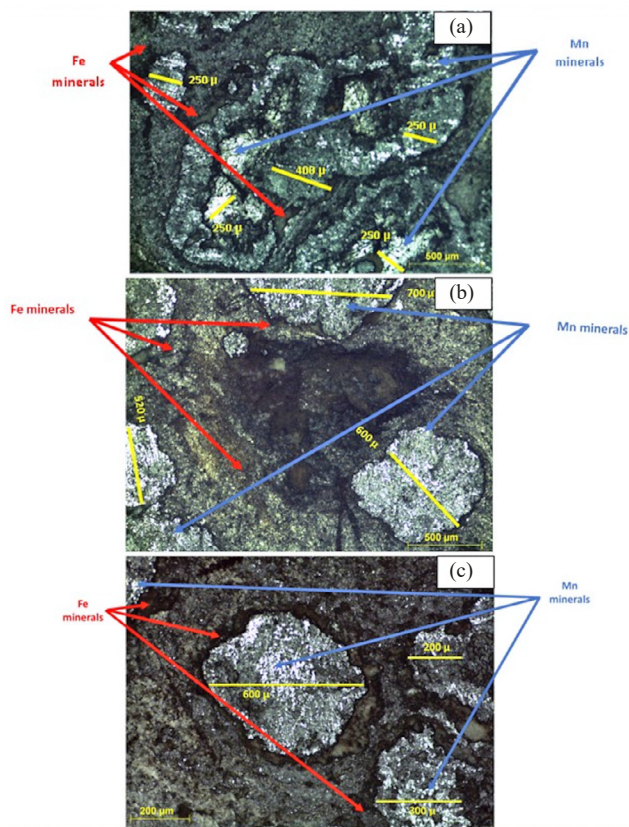 (a)
Fe
minerals
Mn
minerals
250 µ
250 µ
400 µ
250 µ
250 µ
500 µm
(b)
700 µ
Fe minerals
Mn minerals
520 µ
600 µ
500 µm
(c)
Fe
minerals
Mn
minerals
200 µ
600 µ
300 µ
200 µm